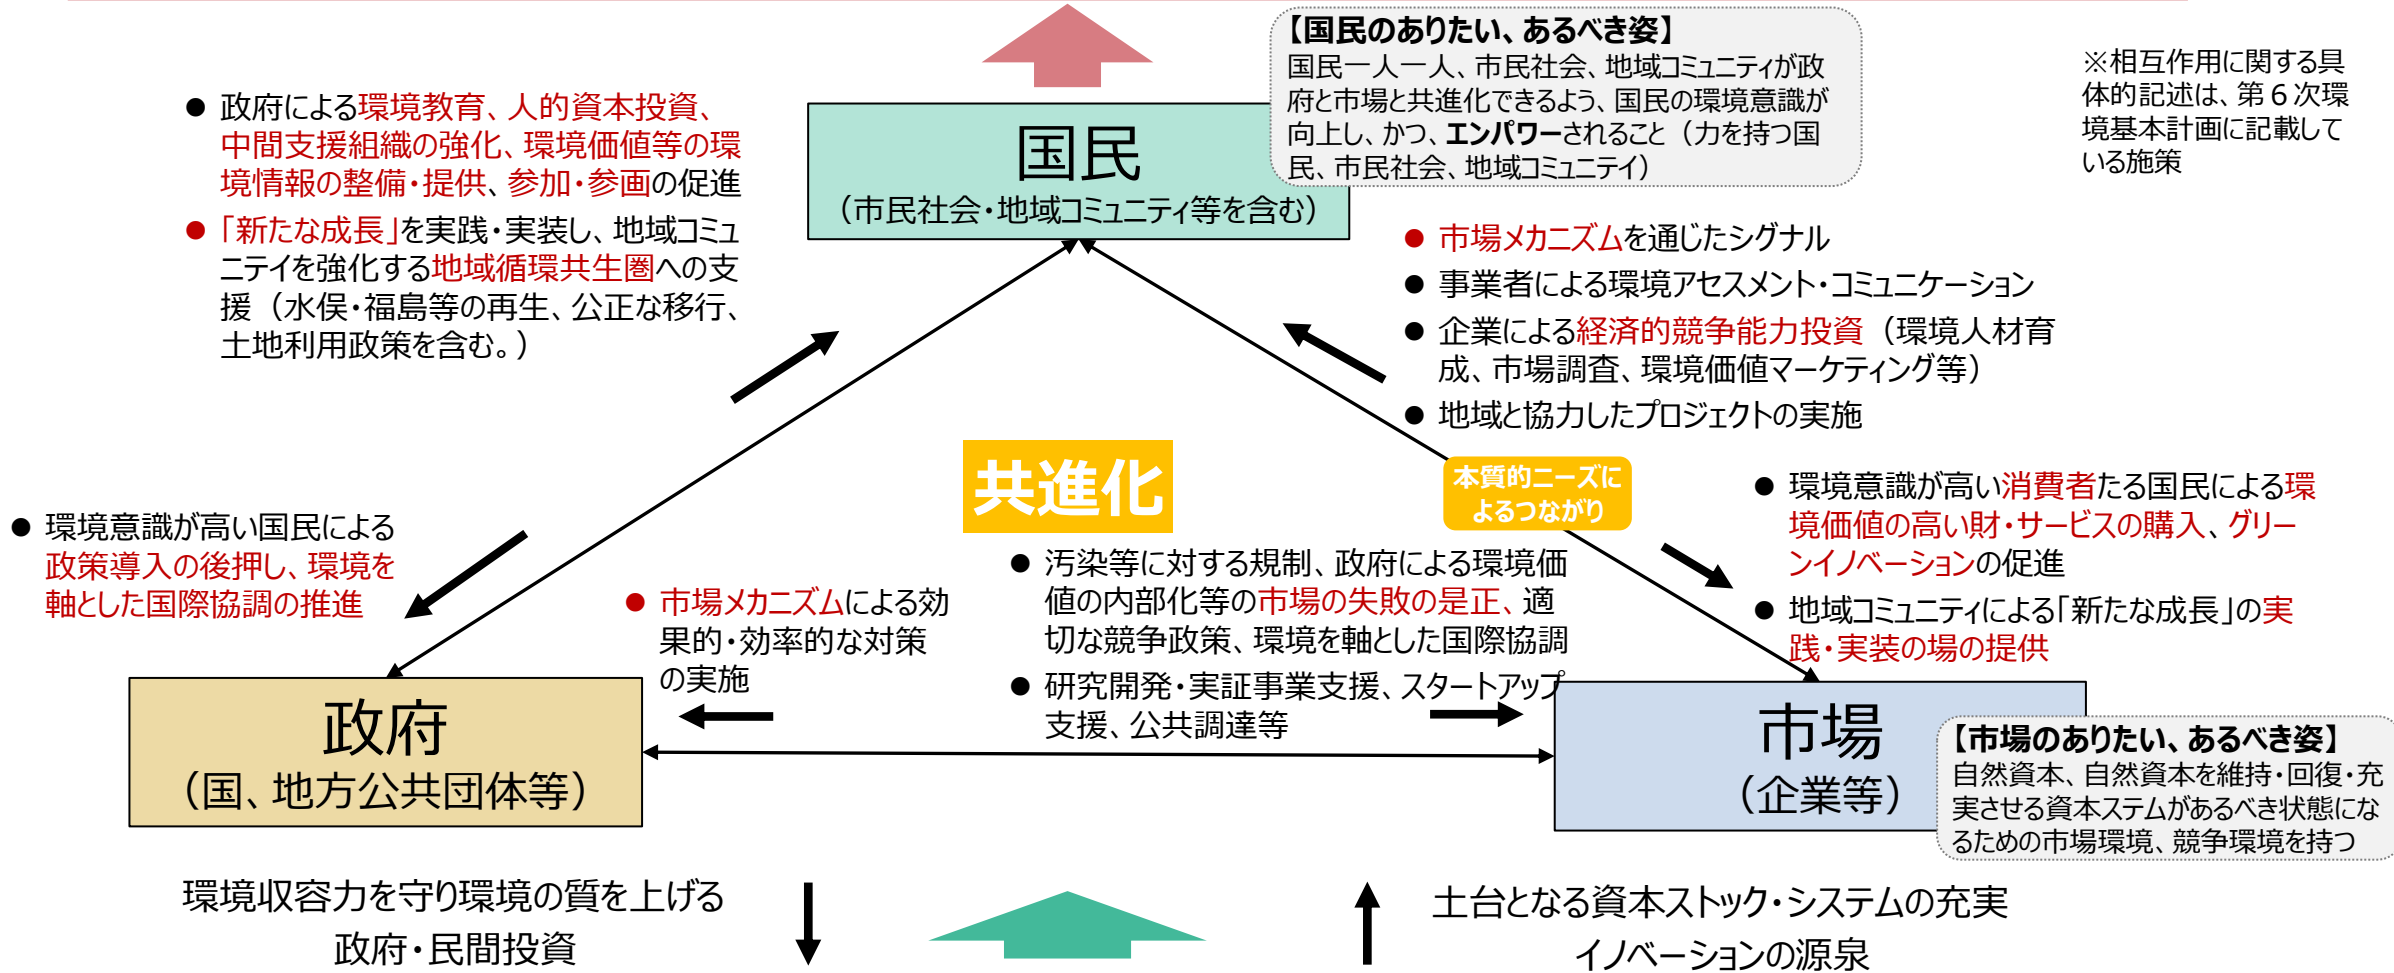 【国民のありたい、あるべき姿】
国民一人一人、市民社会、地域コミュニティが政
府と市場と共進化できるよう、国民の環境意識が
向上し、かつ、エンパワーされること（力を持つ国
民、市民社会、地域コミュニテイ）
※相互作用に関する具
体的記述は、第６次環
境基本計画に記載して
いる施策
● 政府による環境教育、人的資本投資、
中間支援組織の強化、環境価値等の環
境情報の整備・提供、参加・参画の促進
● 「新たな成長」を実践・実装し、地域コミュ
ニテイを強化する地域循環共生圏への支
援（水俣・福島等の再生、公正な移行、
土地利用政策を含む。）
国民
（市民社会・地域コミュニティ等を含む）
● 市場メカニズムを通じたシグナル
● 事業者による環境アセスメント・コミュニケーション
● 企業による経済的競争能力投資（環境人材育
成、市場調査、環境価値マーケティング等）
● 地域と協力したプロジェクトの実施
共進化
本質的ニーズに
よるつながり
● 環境意識が高い消費者たる国民による環
境価値の高い財・サービスの購入、グリー
ンイノベーションの促進
● 地域コミュニティによる「新たな成長」の実
践・実装の場の提供
● 環境意識が高い国民による
政策導入の後押し、環境を
軸とした国際協調の推進
● 市場メカニズムによる効
果的・効率的な対策
の実施
● 汚染等に対する規制、政府による環境価
値の内部化等の市場の失敗の是正、適
切な競争政策、環境を軸とした国際協調
● 研究開発・実証事業支援、スタートアップ
支援、公共調達等
政府
（国、地方公共団体等）
市場
（企業等）
【市場のありたい、あるべき姿】
自然資本、自然資本を維持・回復・充
実させる資本ステムがあるべき状態にな
るための市場環境、競争環境を持つ
環境収容力を守り環境の質を上げる
政府・民間投資
土台となる資本ストック・システムの充実
イノベーションの源泉